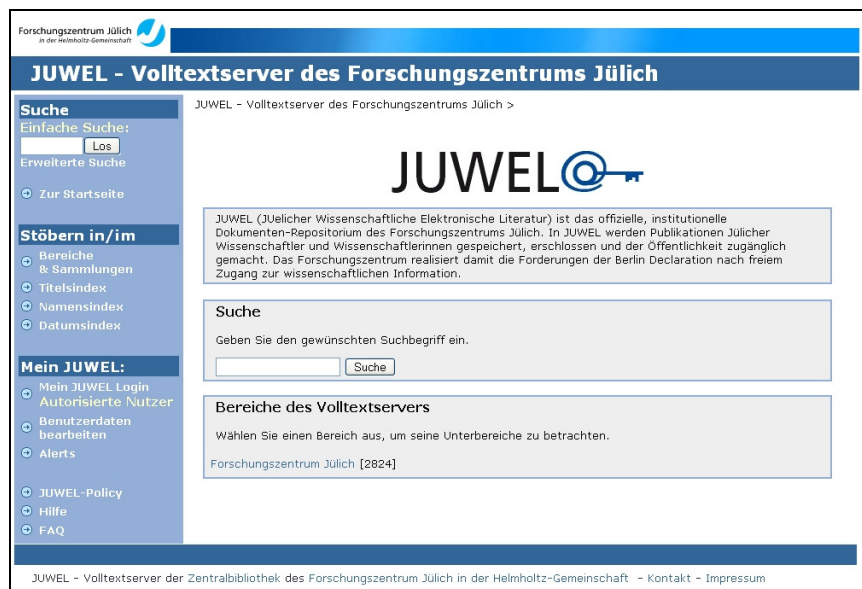 Forschungszentrum Jülich
in der Helmholtz-Gemeinschaft
JUWEL - Volltextserver des Forschungszentrums Jülich
Suche
Einfache Suche:
Los
Erweiterte Suche
Zur Startseite
Stöbern in/im
Bereiche
& Sammlungen
Titelsindex
Namensindex
Datumsindex
Mein JUWEL:
Mein JUWEL Login
Autorisierte Nutzer
Benutzerdaten
bearbeiten
Alerts
JUWEL-Policy
Hilfe
FAQ
JUWEL - Volltextserver des Forschungszentrums Jülich >
JUWEL@
JUWEL (JUelicher Wissenschaftliche Elektronische Literatur) ist das offizielle, institutionelle
Dokumenten-Repositorium des Forschungszentrums Jülich. In JUWEL werden Publikationen Jülicher
Wissenschaftler und Wissenschaftlerinnen gespeichert, erschlossen und der Öffentlichkeit zugänglich
gemacht. Das Forschungszentrum realisiert damit die Forderungen der Berlin Declaration nach freiem
Zugang zur wissenschaftlichen Information.
Suche
Geben Sie den gewünschten Suchbegriff ein.
Suche
Bereiche des Volltextservers
Wählen Sie einen Bereich aus, um seine Unterbereiche zu betrachten.
Forschungszentrum Jülich [2824]
JUWEL - Volltextserver der Zentralbibliothek des Forschungszentrum Jülich in der Helmholtz-Gemeinschaft - Kontakt - Impressum